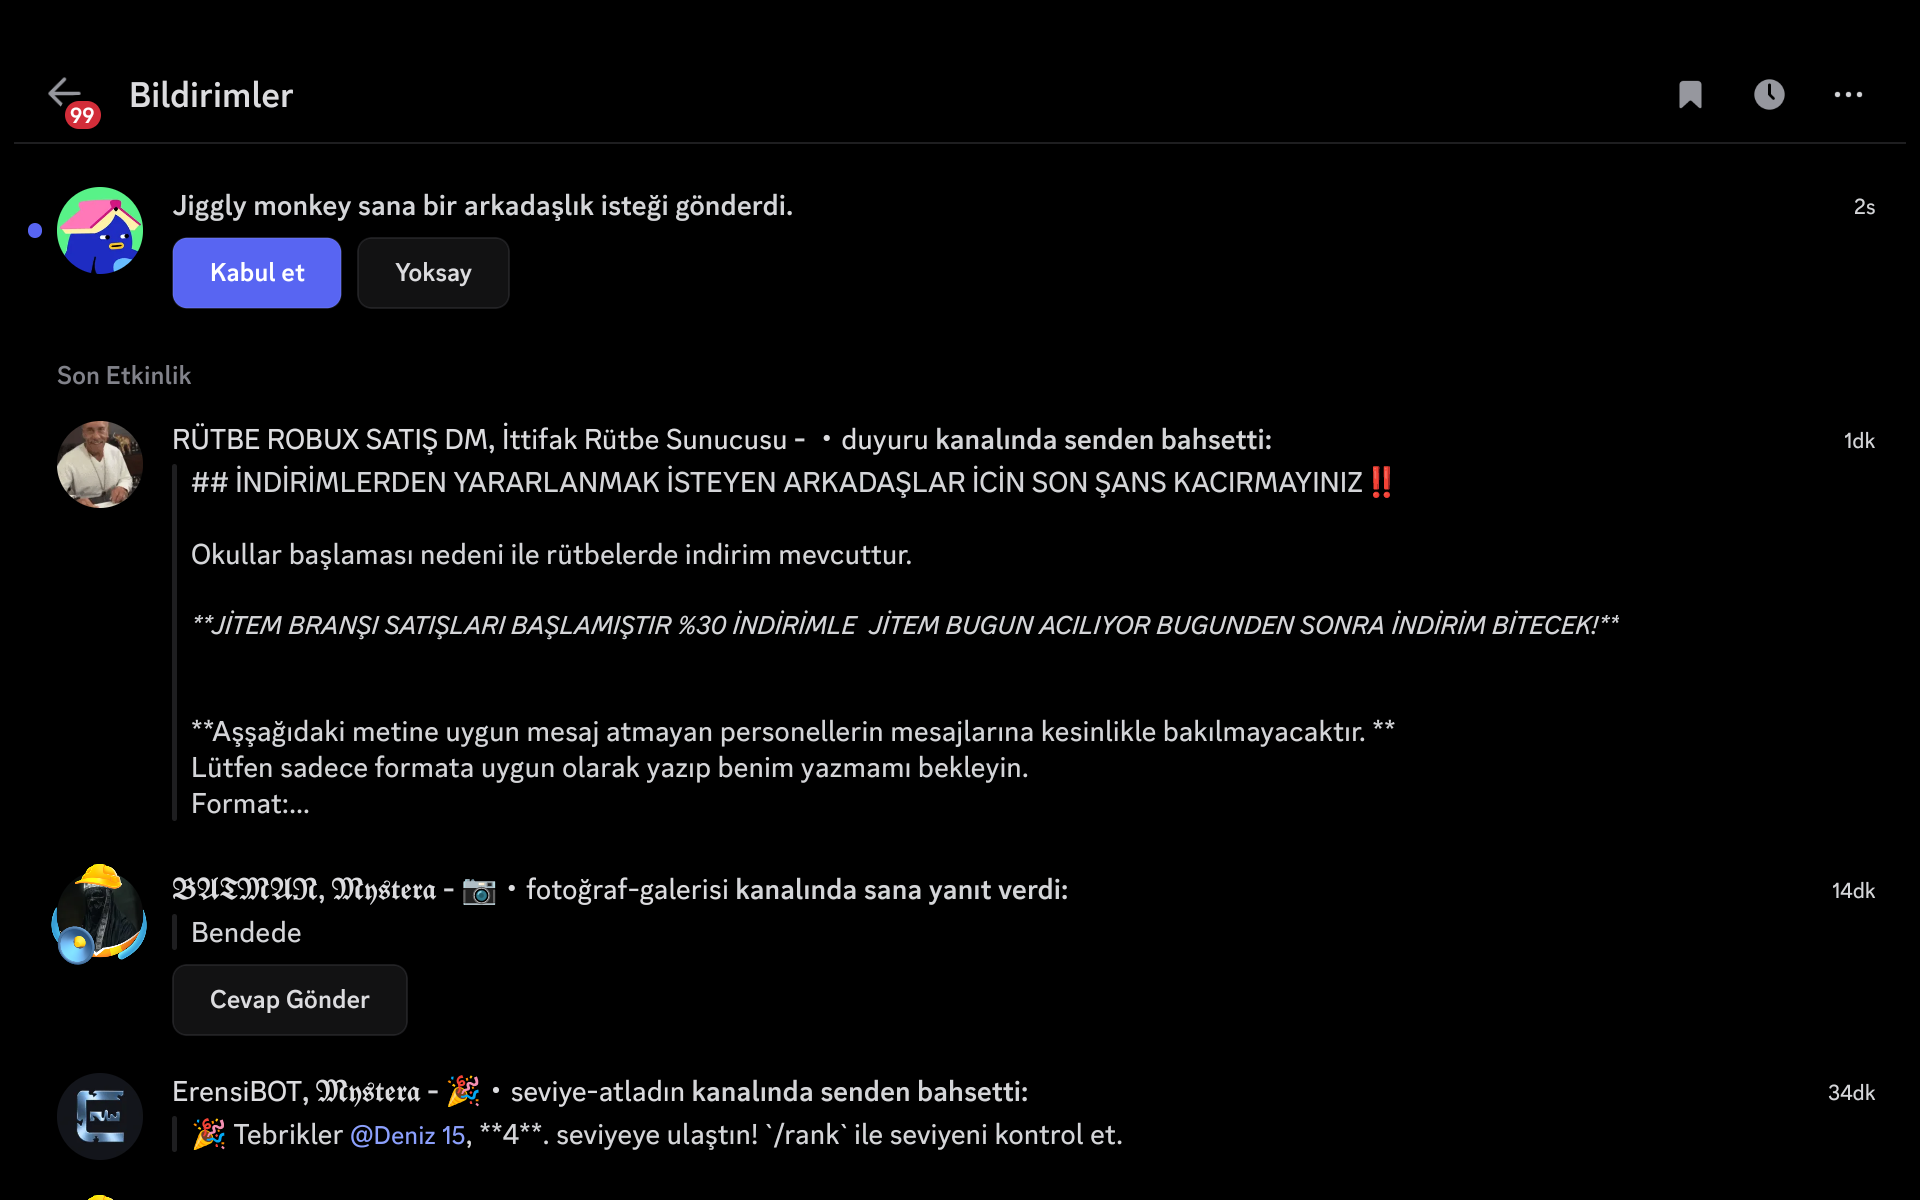 99
Bildirimler
Jiggly monkey sana bir arkadaşlık isteği gönderdi.
2s
Kabul et
Yoksay
Son Etkinlik
RÜTBE ROBUX SATIŞ DM, İttifak Rütbe Sunucusu - • duyuru kanalında senden bahsetti:
1dk
## İNDİRİMLERDEN YARARLANMAK İSTEYEN ARKADAŞLAR İCİN SON ŞANS KACIRMAYINIZ‼️
Okullar başlaması nedeni ile rütbelerde indirim mevcuttur.
**JİTEM BRANŞI SATIŞLARI BAŞLAMIŞTIR %30 İNDİRİMLE  JİTEM BUGUN ACILIYOR BUGUNDEN SONRA İNDİRİM BİTECEK!**
**Aşşağıdaki metine uygun mesaj atmayan personellerin mesajlarına kesinlikle bakılmayacaktır. **
Lütfen sadece formata uygun olarak yazıp benim yazmamı bekleyin.
Format:...
𝕭𝕬𝕿𝕸𝕬𝕹, 𝕸𝖞𝖘𝖙𝖊𝖗𝖆 - 📷 • fotoğraf-galerisi kanalında sana yanıt verdi:
14dk
Bendede
Cevap Gönder
ErensiBOT, 𝕸𝖞𝖘𝖙𝖊𝖗𝖆 - 🎉 • seviye-atladın kanalında senden bahsetti:
34dk
🎉 Tebrikler @Deniz 15, **4**. seviyeye ulaştın! `/rank` ile seviyeni kontrol et.